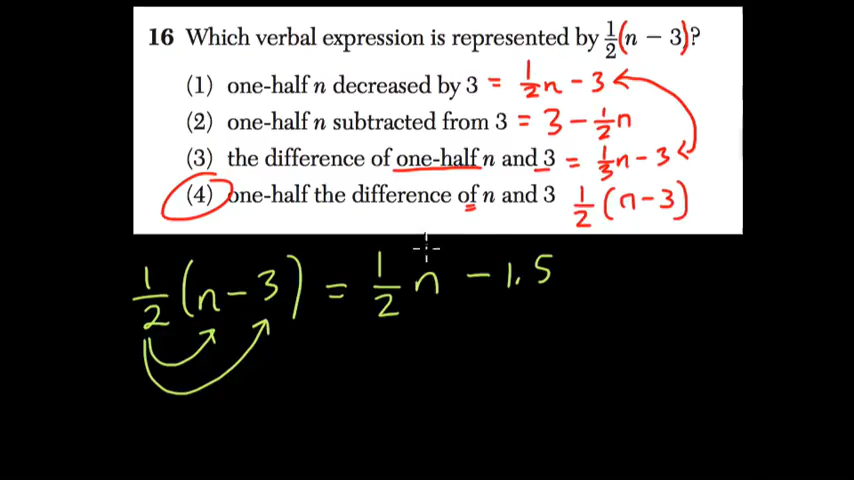 16 Which verbal expression is represented by ½(n − 3)?
(1) one-half n decreased by 3 = ½n − 3
(2) one-half n subtracted from 3 = 3 − ½n
(3) the difference of one-half n and 3 = ⅓n − 3
(4) one-half the difference of n and 3 ½(n − 3)
½(n − 3) = ½n − 1.5